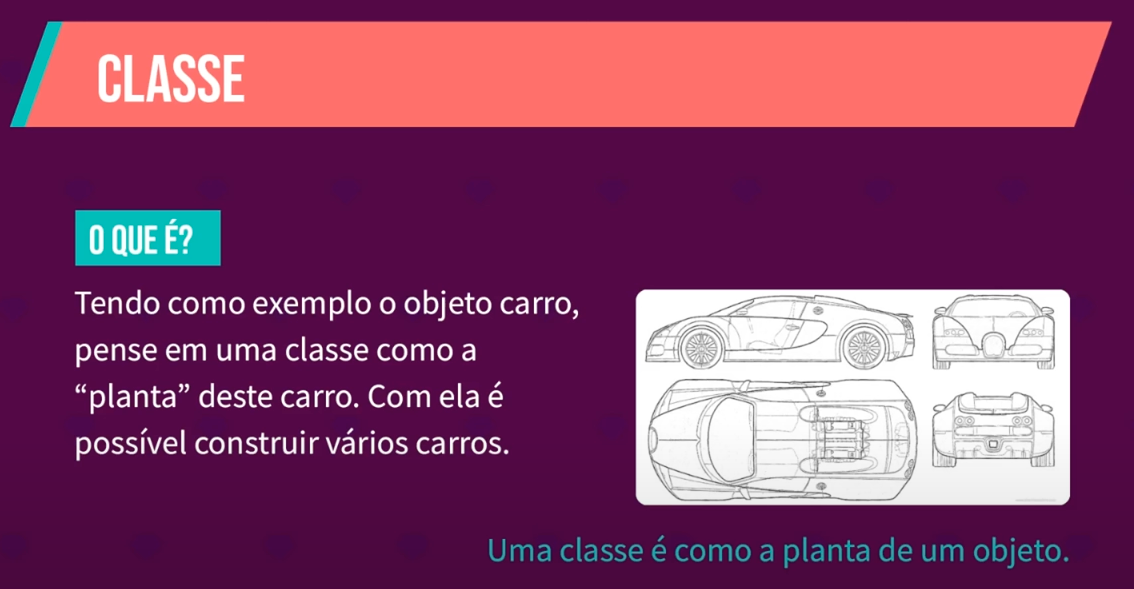 CLASSE
O QUE É?
Tendo como exemplo o objeto carro,
pense em uma classe como a
“planta” deste carro. Com ela é
possível construir vários carros.
Uma classe é como a planta de um objeto.